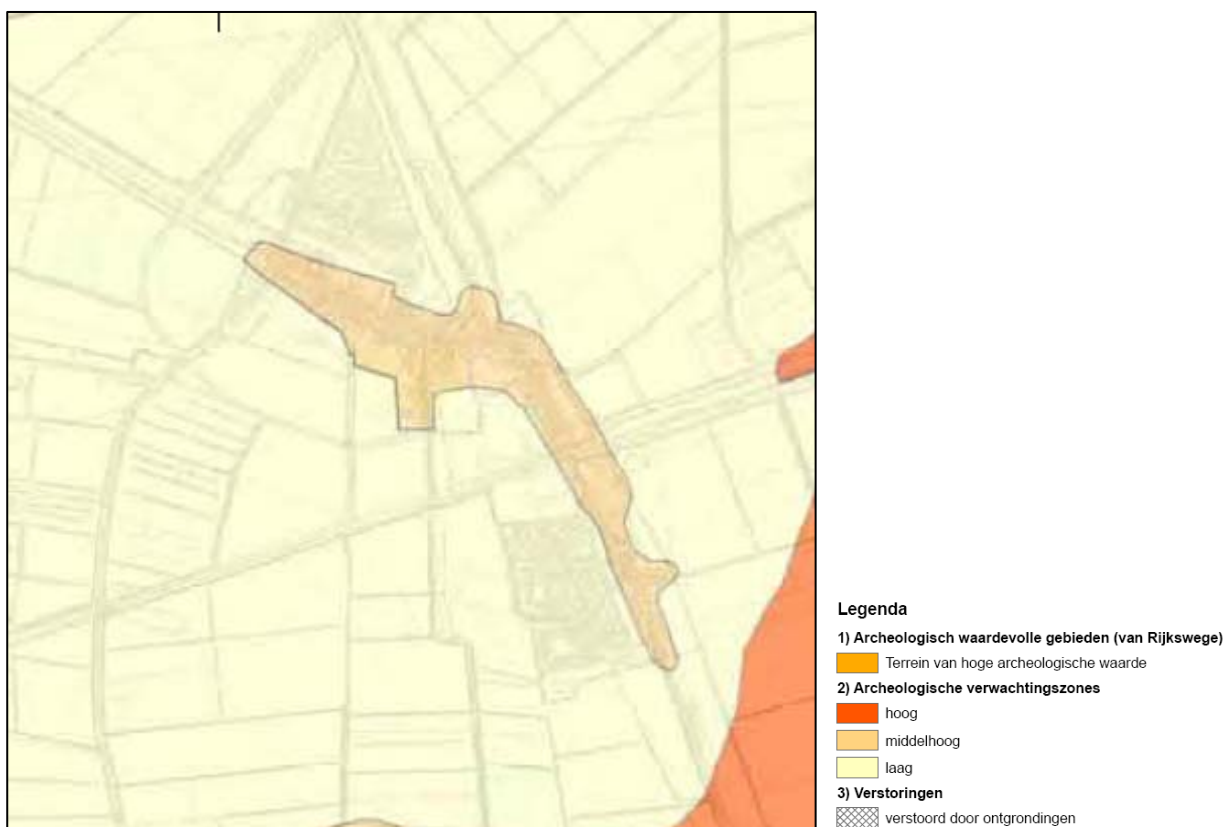 Legenda
1) Archeologisch waardevolle gebieden (van Rijkswege)
Terrein van hoge archeologische waarde
2) Archeologische verwachtingszones
hoog
middelhoog
laag
3) Verstoringen
verstoord door ontgrondingen